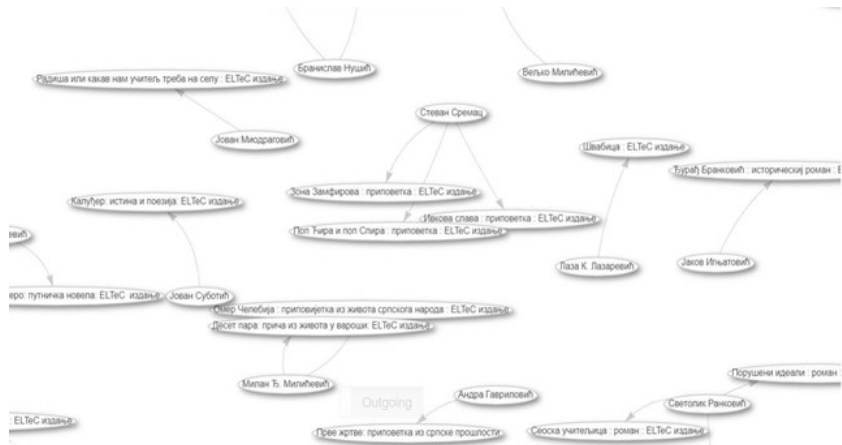 Бранислав Нушић
Вељко Милићевић
Радиша или какав нам учитељ треба на селу : ELTeC издање
Стеван Сремац
Јован Миодраговић
Швабица : ELTeC издање
Ђурађ Бранковић : историческиј роман : E
Зона Замфирова : приповетка : ELTeC издање
Калуђер: истина и поезија: ELTeC издање
Ивкова слава : приповетка : ELTeC издање
Поп Ћира и поп Спира : приповетка : ELTeC издање
евић
Лаза К. Лазаревић
Јаков Игњатовић
еро: путничка новела: ELTeC издање
Јован Суботић
Омер Челебија : приповијетка из живота српскога народа : ELTeC издање
Десет пара: прича из живота у вароши: ELTeC издање
Порушени идеали : роман :
Милан Ђ. Милићевић
Андра Гавриловић
Outgoing
Светолик Ранковић
: ELTeC издање
Прве жртве: приповетка из српске прошлости
Сеоска учитељица : роман : ELTeC издање